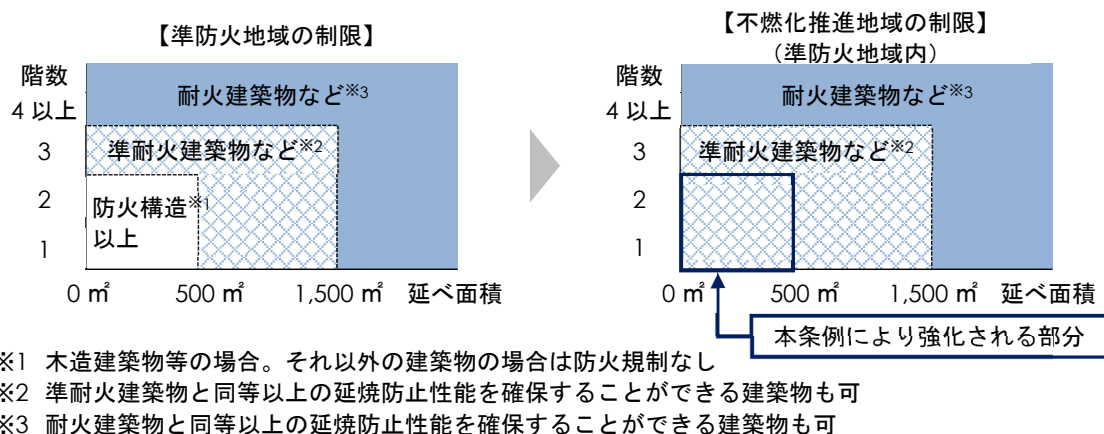 【準防火地域の制限】
階数
4 以上
3
2
1
耐火建築物など※3
準耐火建築物など※2
防火構造※1
以上
0 ㎡ 500 ㎡ 1,500 ㎡ 延べ面積
【不燃化推進地域の制限】
（準防火地域内）
階数
4 以上
3
2
1
耐火建築物など※3
準耐火建築物など※2
0 ㎡ 500 ㎡ 1,500 ㎡ 延べ面積
本条例により強化される部分
※1 木造建築物等の場合。それ以外の建築物の場合は防火規制なし
※2 準耐火建築物と同等以上の延焼防止性能を確保することができる建築物も可
※3 耐火建築物と同等以上の延焼防止性能を確保することができる建築物も可